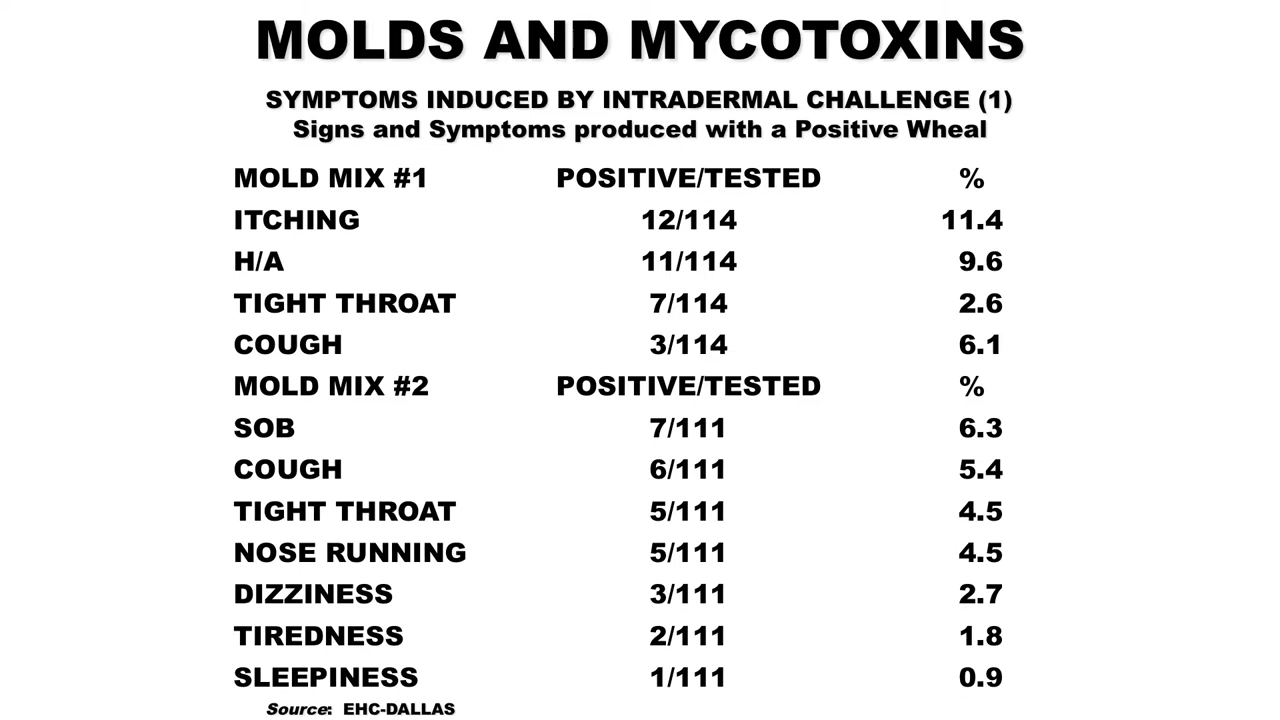 MOLDS AND MYCOTOXINS
SYMPTOMS INDUCED BY INTRADERMAL CHALLENGE (1)
Signs and Symptoms produced with a Positive Wheal
MOLD MIX #1 POSITIVE/TESTED %
ITCHING 12/114 11.4
H/A 11/114 9.6
TIGHT THROAT 7/114 2.6
COUGH 3/114 6.1
MOLD MIX #2 POSITIVE/TESTED %
SOB 7/111 6.3
COUGH 6/111 5.4
TIGHT THROAT 5/111 4.5
NOSE RUNNING 5/111 4.5
DIZZINESS 3/111 2.7
TIREDNESS 2/111 1.8
SLEEPINESS 1/111 0.9
Source: EHC-DALLAS